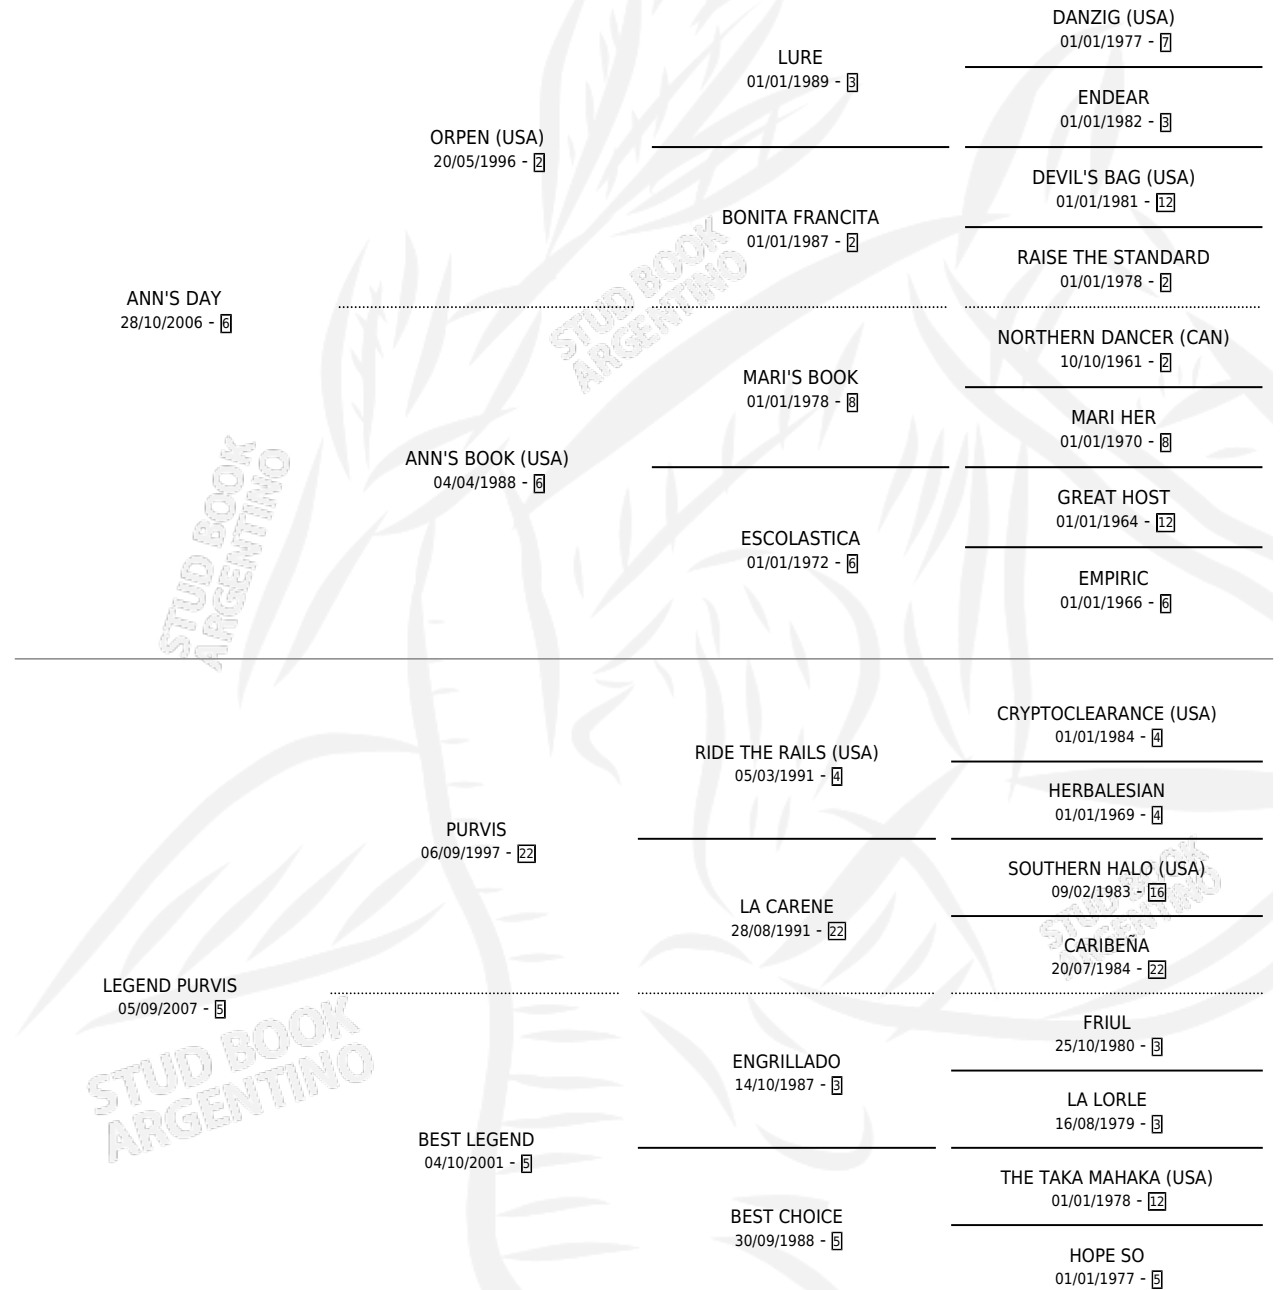 DANZIG (USA)
01/01/1977 - 7
LURE
01/01/1989 - 3
ENDEAR
01/01/1982 - 3
ORPEN (USA)
20/05/1996 - 2
DEVIL'S BAG (USA)
01/01/1981 - 12
BONITA FRANCITA
01/01/1987 - 2
RAISE THE STANDARD
01/01/1978 - 2
ANN'S DAY
28/10/2006 - 6
NORTHERN DANCER (CAN)
10/10/1961 - 2
MARI'S BOOK
01/01/1978 - 8
MARI HER
01/01/1970 - 8
ANN'S BOOK (USA)
04/04/1988 - 6
GREAT HOST
01/01/1964 - 12
ESCOLASTICA
01/01/1972 - 6
EMPIRIC
01/01/1966 - 6
STUD BOOK
ARGENTINO
STUD BOOK
ARGENTINO
CRYPTOCLEARANCE (USA)
01/01/1984 - 4
RIDE THE RAILS (USA)
05/03/1991 - 4
HERBALESIAN
01/01/1969 - 4
PURVIS
06/09/1997 - 22
SOUTHERN HALO (USA)
09/02/1983 - 16
LA CARENE
28/08/1991 - 22
CARIBEÑA
20/07/1984 - 22
LEGEND PURVIS
05/09/2007 - 5
FRIUL
25/10/1980 - 3
ENGRILLADO
14/10/1987 - 3
LA LORLE
16/08/1979 - 3
BEST LEGEND
04/10/2001 - 5
THE TAKA MAHAKA (USA)
01/01/1978 - 12
BEST CHOICE
30/09/1988 - 5
HOPE SO
01/01/1977 - 5
STUD BOOK
ARGENTINO
STUD BOOK
ARGENTINO